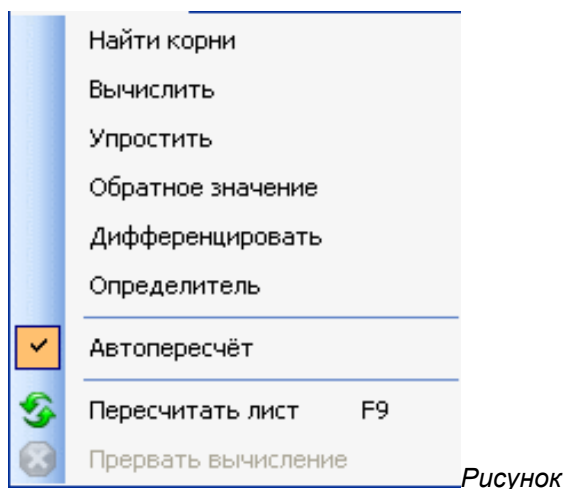 Найти корни
Вычислить
Упростить
Обратное значение
Дифференцировать
Определитель
Автопересчёт
Пересчитать лист F9
Прервать вычисление
Рисунок